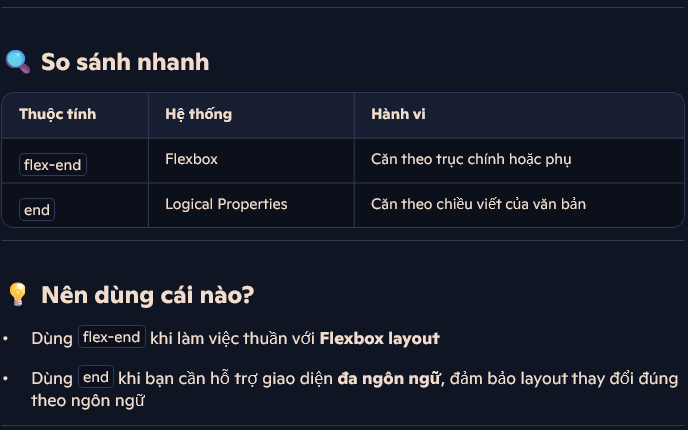 So sánh nhanh
Thuộc tính Hệ thống Hành vi
flex-end Flexbox Căn theo trục chính hoặc phụ
end Logical Properties Căn theo chiều viết của văn bản
Nên dùng cái nào?
• Dùng flex-end khi làm việc thuần với Flexbox layout
• Dùng end khi bạn cần hỗ trợ giao diện đa ngôn ngữ, đảm bảo layout thay đổi đúng
theo ngôn ngữ